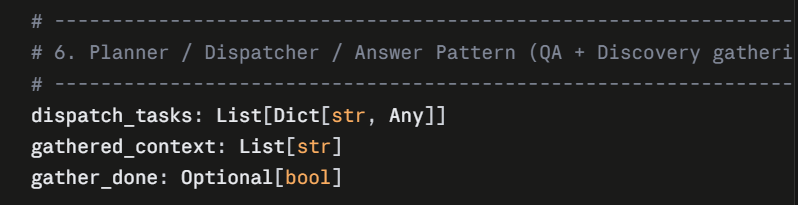 # ----------------------------------------------------------------
# 6. Planner / Dispatcher / Answer Pattern (QA + Discovery gatheri
# ----------------------------------------------------------------
dispatch_tasks: List[Dict[str, Any]]
gathered_context: List[str]
gather_done: Optional[bool]